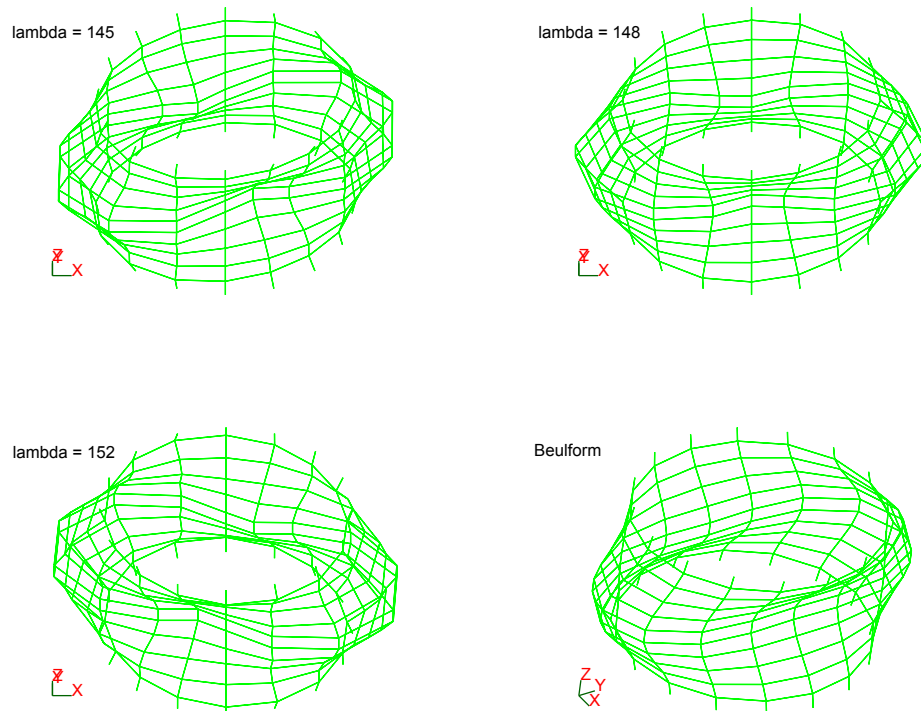 lambda = 145
lambda = 148
X
X
lambda = 152
Beulform
X
Z
Y
X